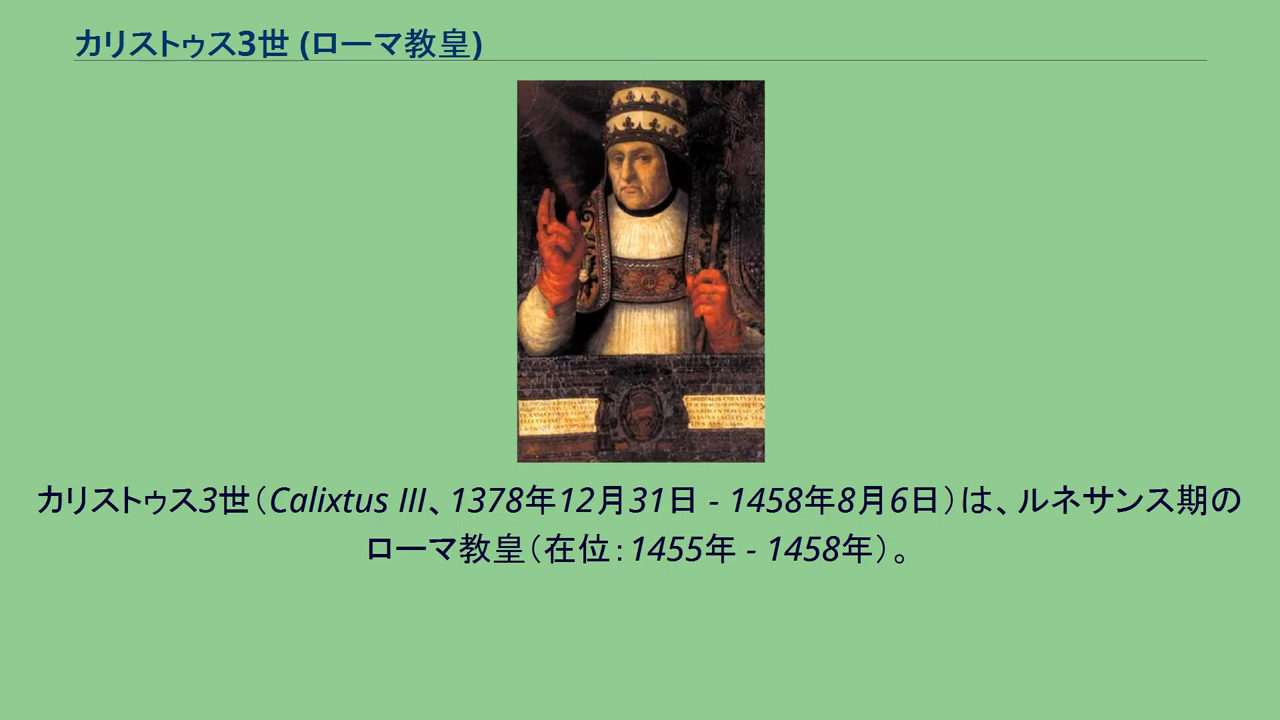 カリストゥス3世 (ローマ教皇)
カリストゥス3世（Calixtus III、1378年12月31日 - 1458年8月6日）は、ルネサンス期の
ローマ教皇（在位：1455年 - 1458年）。